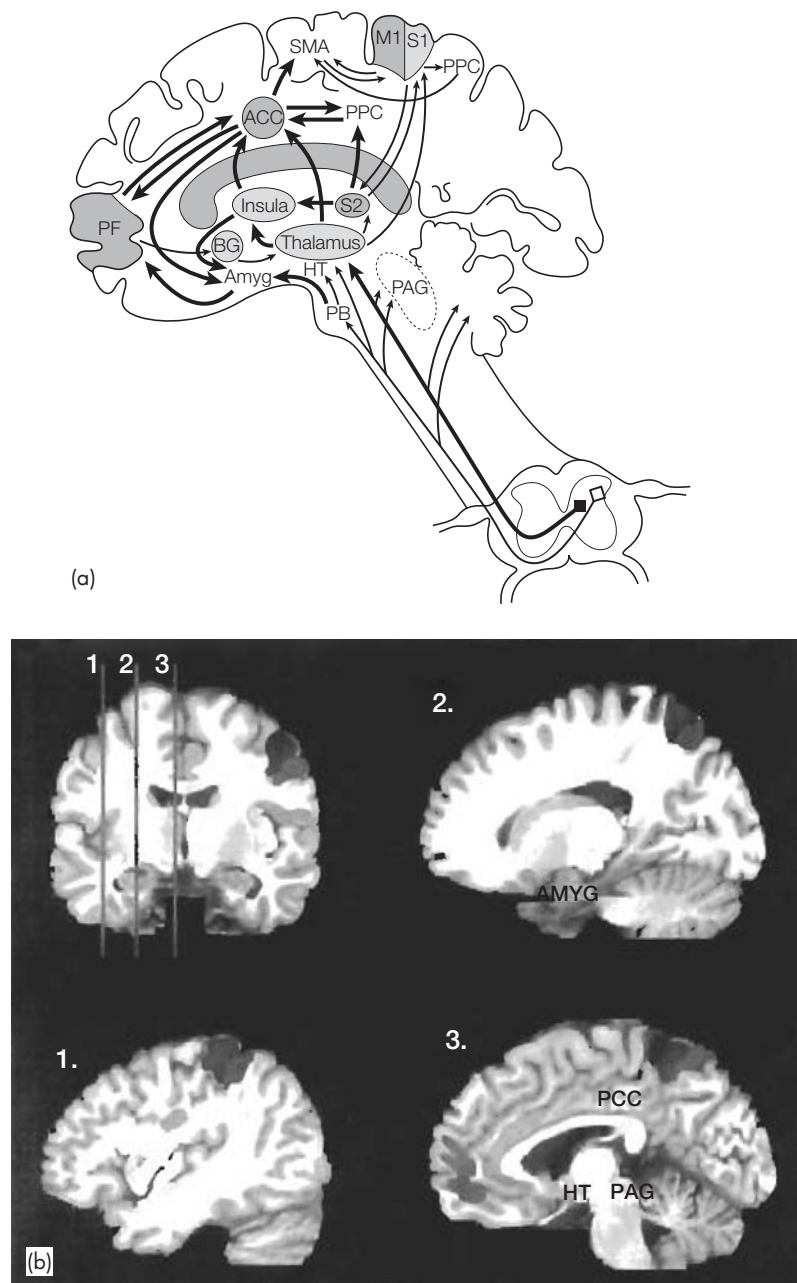 M1 S1
SMA
PPC
ACC
PPC
Insula
S2
PF
BG
Thalamus
HT
Amyg
PAG
PB
(a)
1 2 3
2.
AMYG
1.
3.
PCC
HT PAG
(b)